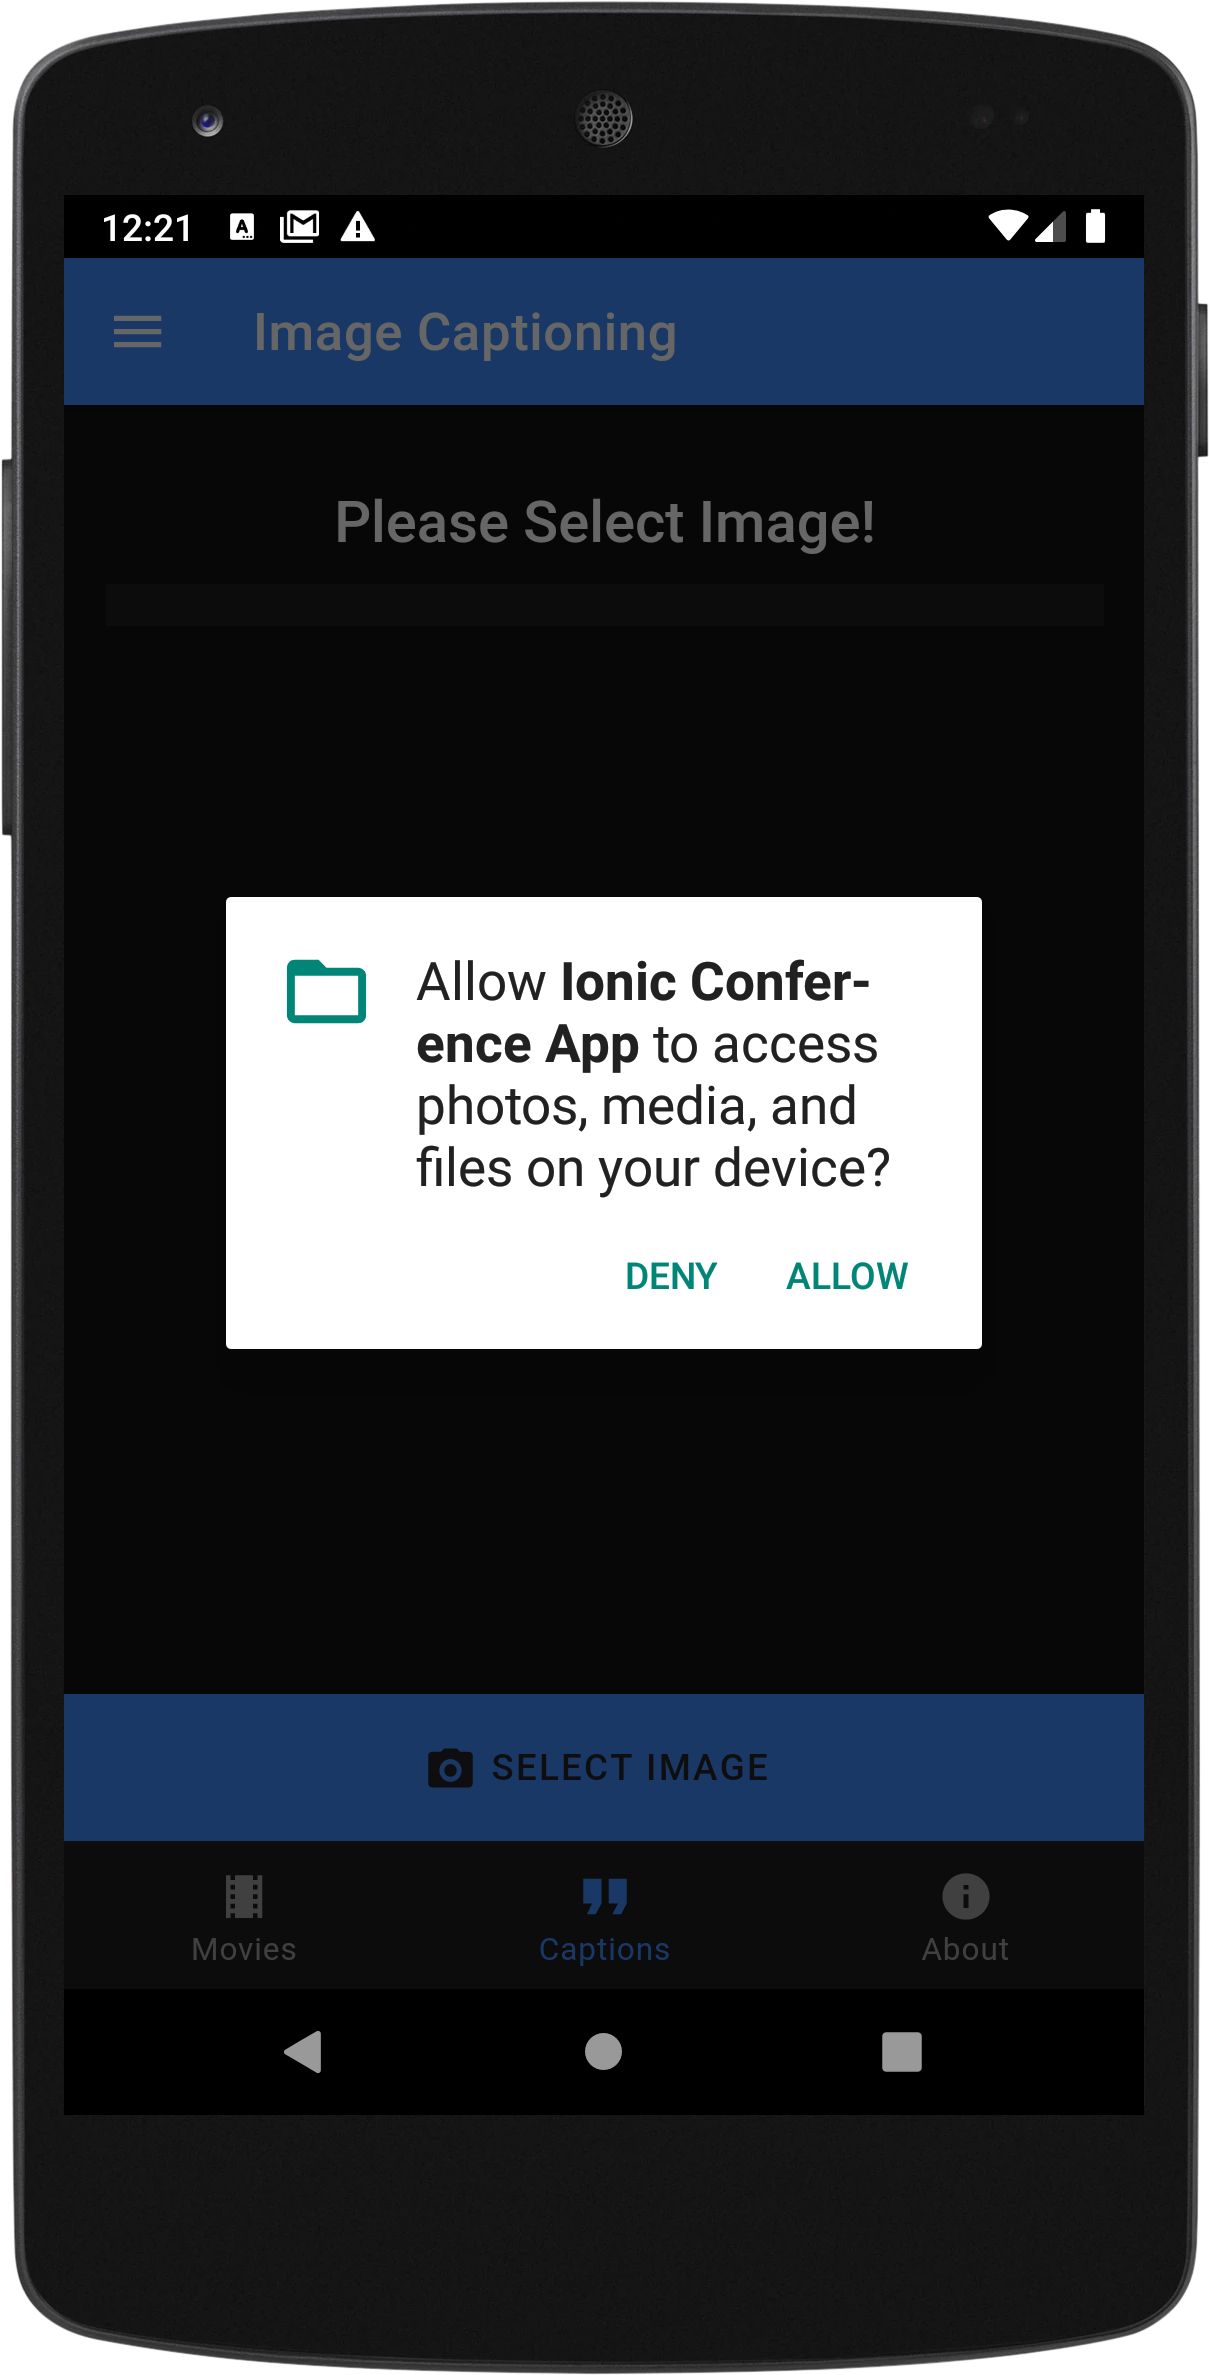 12:21
Image Captioning
Please Select Image!
Allow Ionic Confer-
ence App to access
photos, media, and
files on your device?
DENY ALLOW
SELECT IMAGE
Movies Captions About